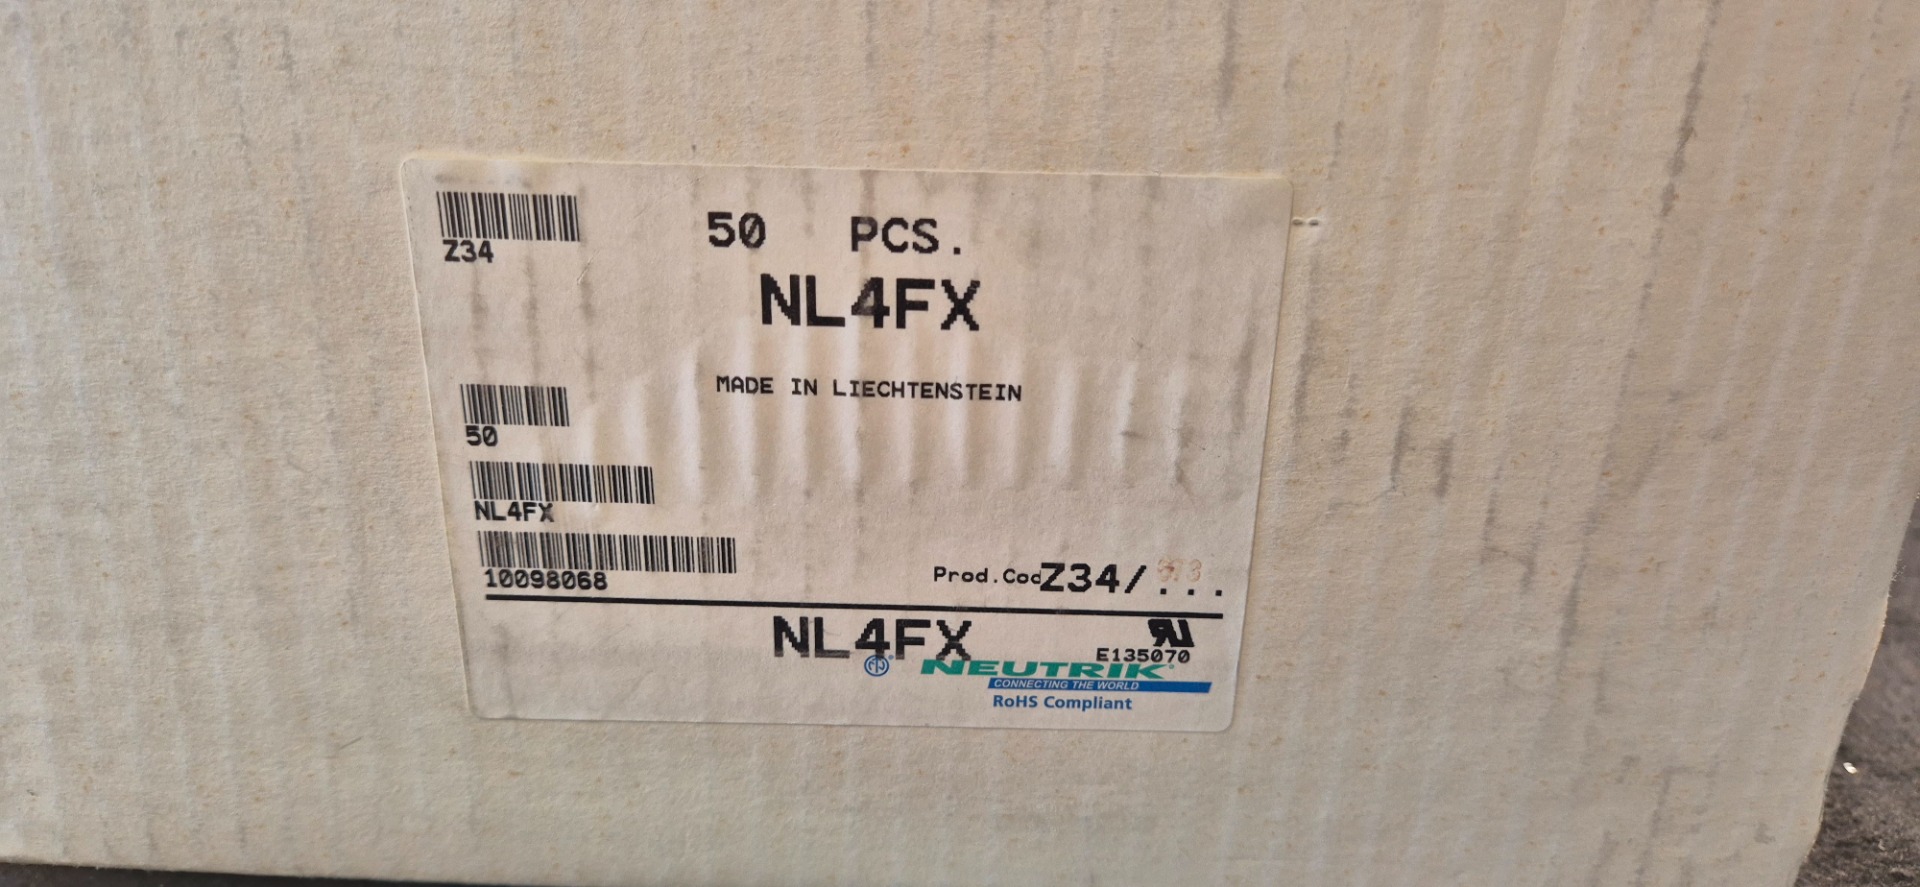 Z34
50 PCS.
NL4FX
MADE IN LIECHTENSTEIN
50
NL4FX
10098068
Prod.Cod Z34/...
NL4FX
E135070
NEUTRIK
CONNECTING THE WORLD
RoHS Compliant